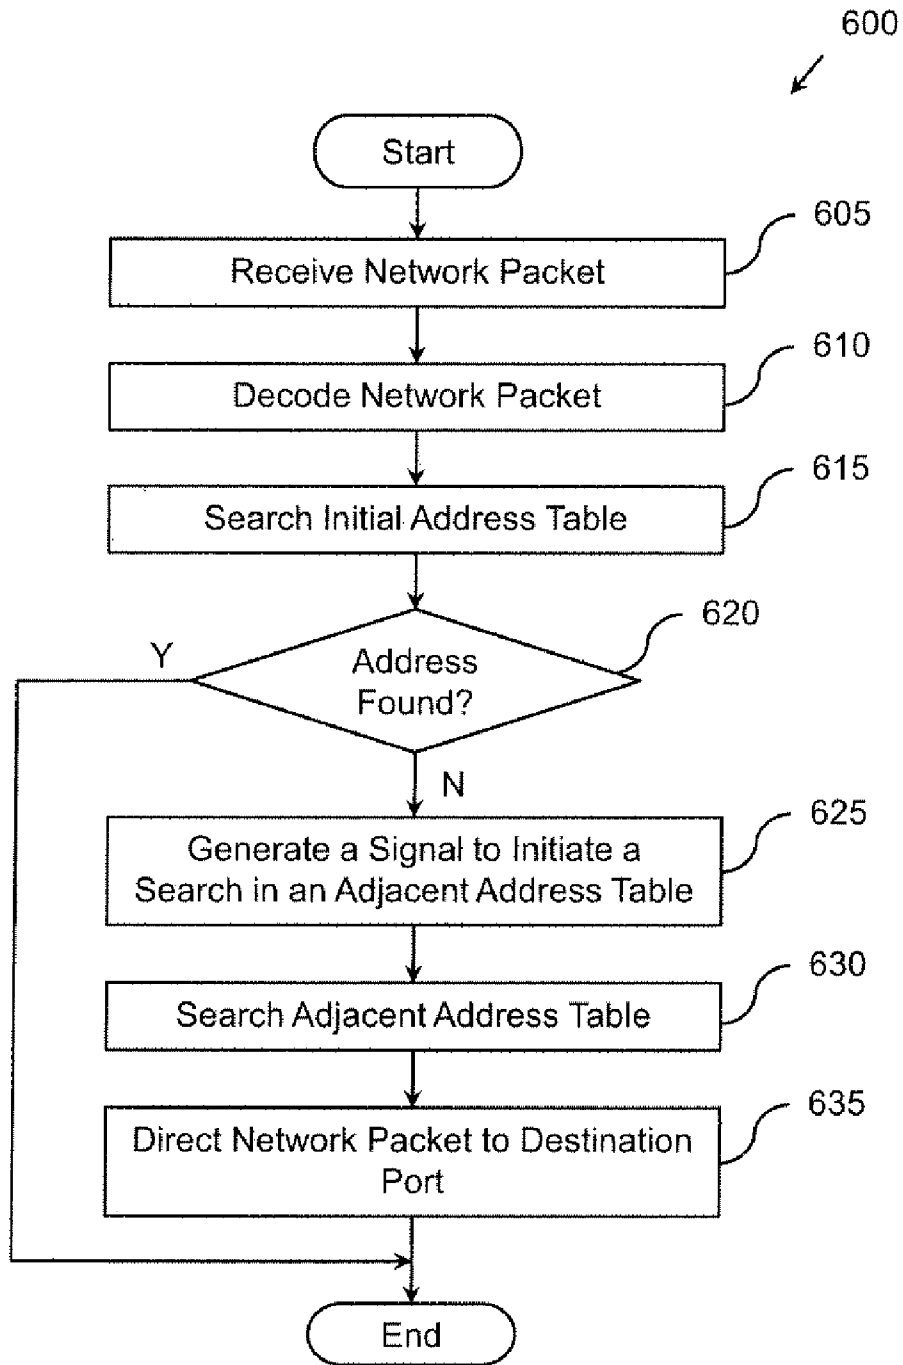 600
Start
605
Receive Network Packet
610
Decode Network Packet
615
Search Initial Address Table
620
Y
Address
Found?
N
625
Generate a Signal to Initiate a
Search in an Adjacent Address Table
630
Search Adjacent Address Table
635
Direct Network Packet to Destination
Port
End